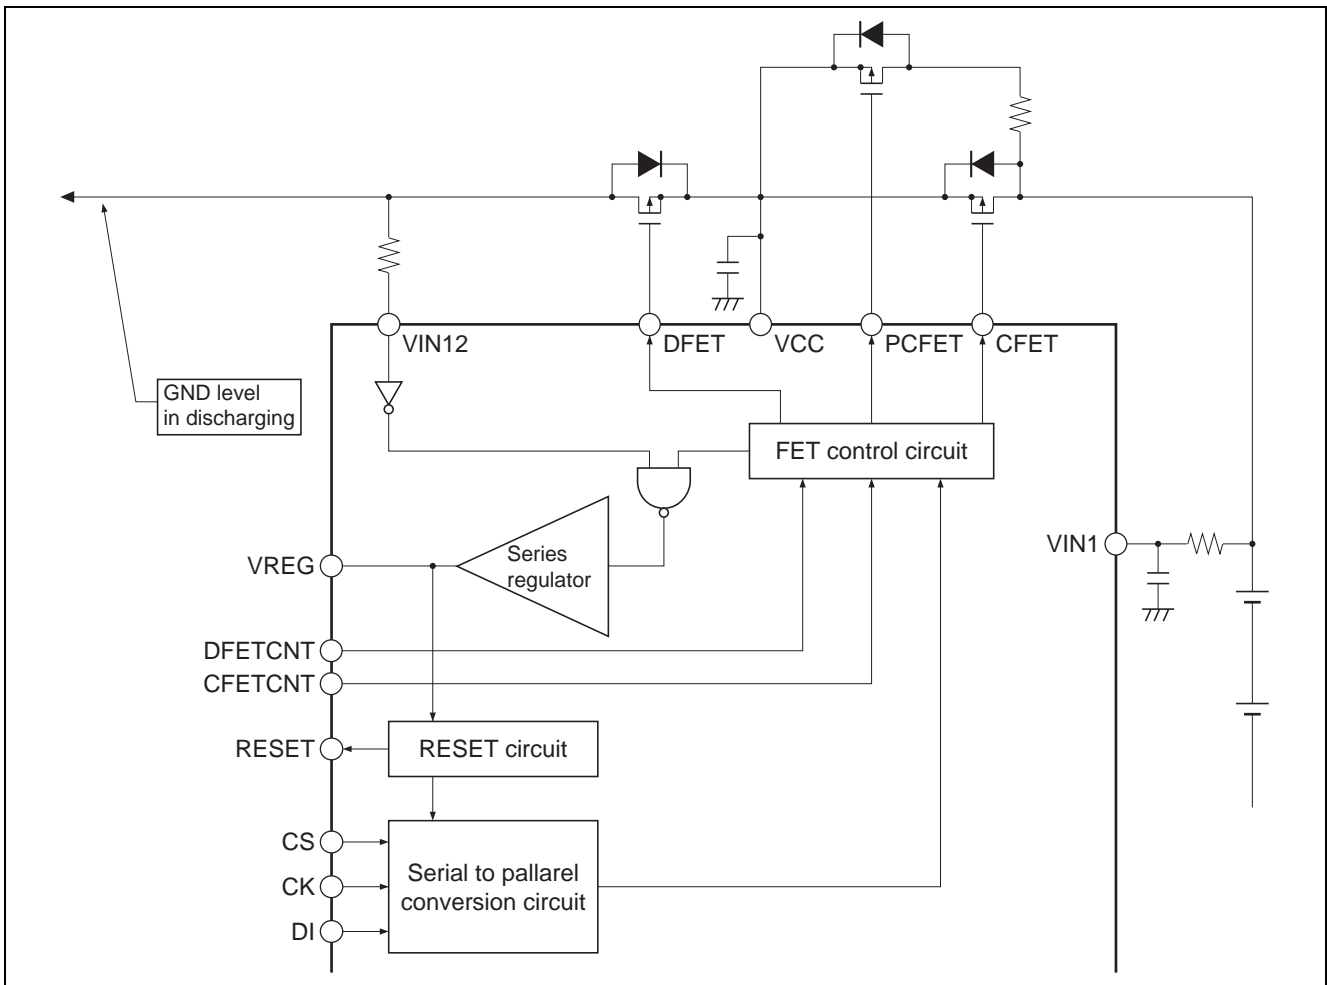 VIN12
DFET
VCC
PCFET
CFET
GND level
in discharging
FET control circuit
VIN1
Series
regulator
VREG
DFETCNT
CFETCNT
RESET
RESET circuit
CS
CK
DI
Serial to pallarel
conversion circuit